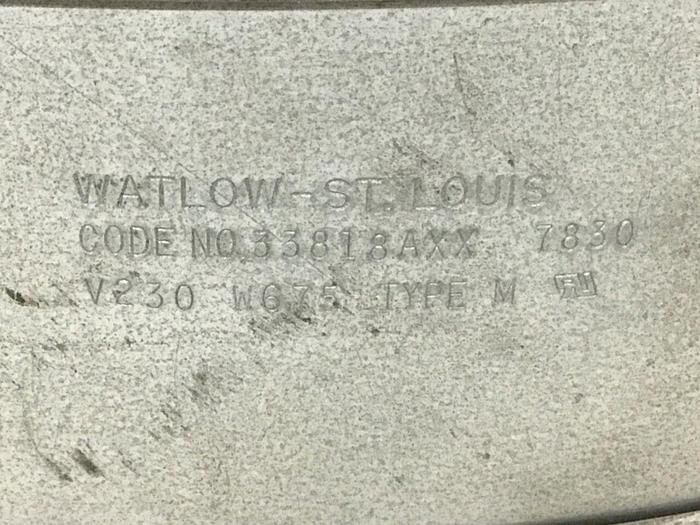 WATLOW-ST. LOUIS
CODE NO. 33818AXX 7830
V230 W675 TYPE M